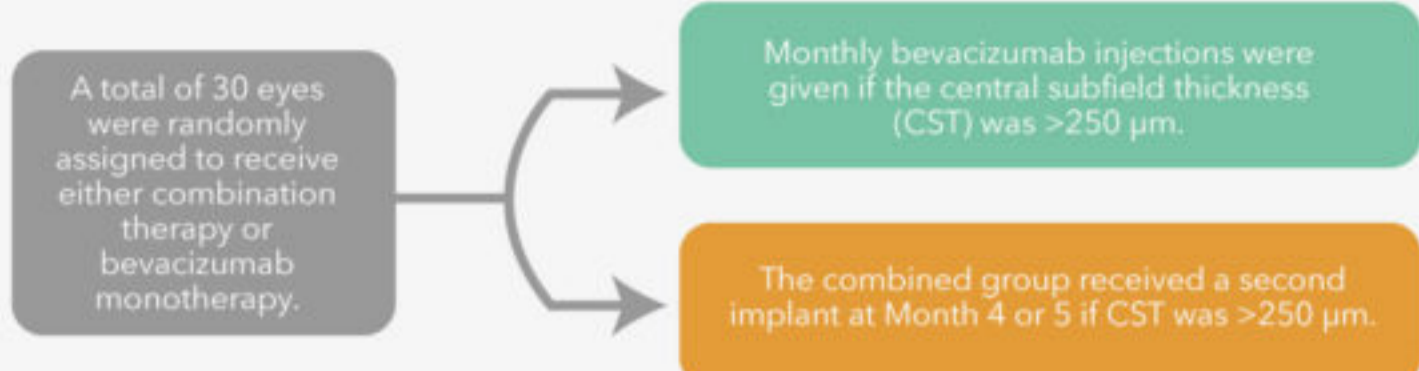 A total of 30 eyes
were randomly
assigned to receive
either combination
therapy or
bevacizumab
monotherapy.
Monthly bevacizumab injections were
given if the central subfield thickness
(CST) was >250 µm.
The combined group received a second
implant at Month 4 or 5 if CST was >250 µm.